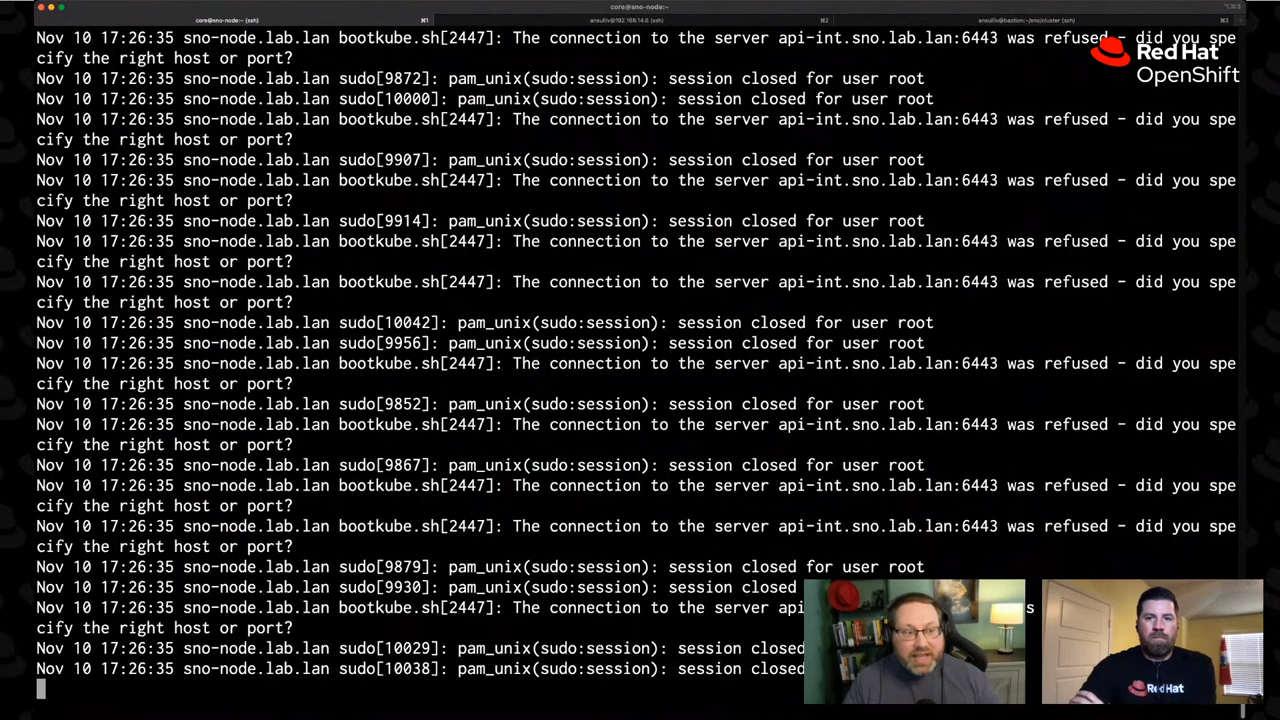 core@sno-node:~
core@sno-node:~ (ssh)
⌘1
ansulliv@192.168.14.6 (ssh)
⌘2
ansulliv@bastion:~/sno/cluster (ssh)
⌘3
Nov 10 17:26:35 sno-node.lab.lan bootkube.sh[2447]: The connection to the server api-int.sno.lab.lan:6443 was refused - did you spe
cify the right host or port?
Nov 10 17:26:35 sno-node.lab.lan sudo[9872]: pam_unix(sudo:session): session closed for user root
Nov 10 17:26:35 sno-node.lab.lan sudo[10000]: pam_unix(sudo:session): session closed for user root
Nov 10 17:26:35 sno-node.lab.lan bootkube.sh[2447]: The connection to the server api-int.sno.lab.lan:6443 was refused - did you spe
cify the right host or port?
Nov 10 17:26:35 sno-node.lab.lan sudo[9907]: pam_unix(sudo:session): session closed for user root
Nov 10 17:26:35 sno-node.lab.lan bootkube.sh[2447]: The connection to the server api-int.sno.lab.lan:6443 was refused - did you spe
cify the right host or port?
Nov 10 17:26:35 sno-node.lab.lan sudo[9914]: pam_unix(sudo:session): session closed for user root
Nov 10 17:26:35 sno-node.lab.lan bootkube.sh[2447]: The connection to the server api-int.sno.lab.lan:6443 was refused - did you spe
cify the right host or port?
Nov 10 17:26:35 sno-node.lab.lan bootkube.sh[2447]: The connection to the server api-int.sno.lab.lan:6443 was refused - did you spe
cify the right host or port?
Nov 10 17:26:35 sno-node.lab.lan sudo[10042]: pam_unix(sudo:session): session closed for user root
Nov 10 17:26:35 sno-node.lab.lan sudo[9956]: pam_unix(sudo:session): session closed for user root
Nov 10 17:26:35 sno-node.lab.lan bootkube.sh[2447]: The connection to the server api-int.sno.lab.lan:6443 was refused - did you spe
cify the right host or port?
Nov 10 17:26:35 sno-node.lab.lan sudo[9852]: pam_unix(sudo:session): session closed for user root
Nov 10 17:26:35 sno-node.lab.lan bootkube.sh[2447]: The connection to the server api-int.sno.lab.lan:6443 was refused - did you spe
cify the right host or port?
Nov 10 17:26:35 sno-node.lab.lan sudo[9867]: pam_unix(sudo:session): session closed for user root
Nov 10 17:26:35 sno-node.lab.lan bootkube.sh[2447]: The connection to the server api-int.sno.lab.lan:6443 was refused - did you spe
cify the right host or port?
Nov 10 17:26:35 sno-node.lab.lan bootkube.sh[2447]: The connection to the server api-int.sno.lab.lan:6443 was refused - did you spe
cify the right host or port?
Nov 10 17:26:35 sno-node.lab.lan sudo[9879]: pam_unix(sudo:session): session closed for user root
Nov 10 17:26:35 sno-node.lab.lan sudo[9930]: pam_unix(sudo:session): session closed
Nov 10 17:26:35 sno-node.lab.lan bootkube.sh[2447]: The connection to the server api
cify the right host or port?
Nov 10 17:26:35 sno-node.lab.lan sudo[10029]: pam_unix(sudo:session): session closed
Nov 10 17:26:35 sno-node.lab.lan sudo[10038]: pam_unix(sudo:session): session closed
Red Hat
OpenShift
Red Hat